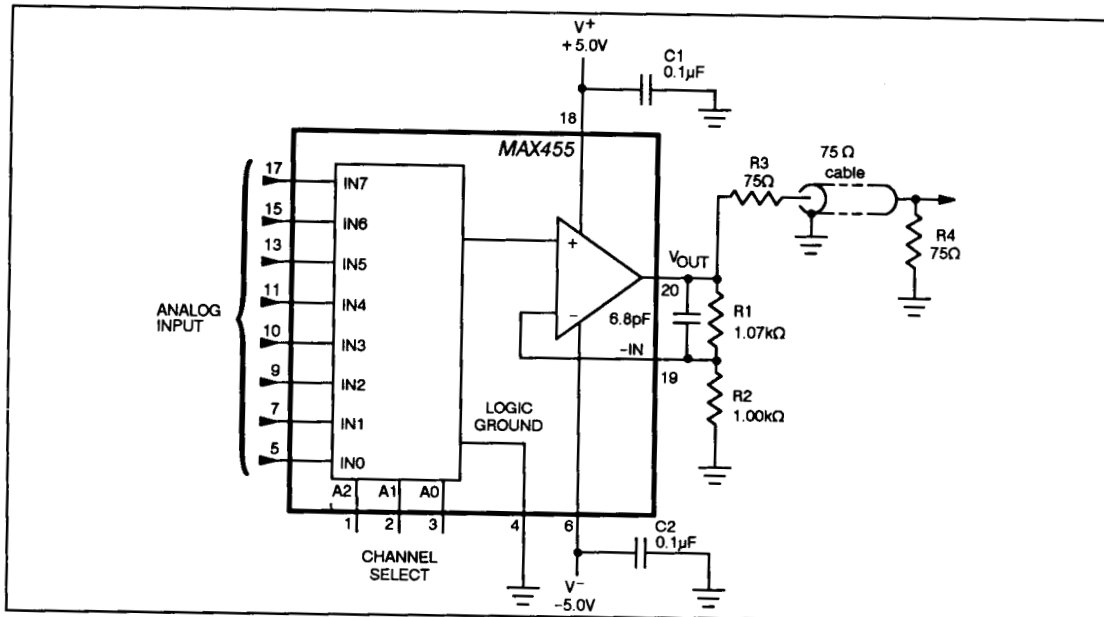 V+
+5.0V
C1
0.1µF
18
MAX455
17
IN7
15
IN6
13
IN5
11
IN4
10
IN3
9
IN2
7
IN1
5
IN0
ANALOG
INPUT
+
−
A2
A1
A0
1
2
3
CHANNEL
SELECT
LOGIC
GROUND
4
6
VOUT
20
6.8pF
-IN
19
R1
1.07kΩ
R2
1.00kΩ
R3
75Ω
75 Ω
cable
R4
75Ω
C2
0.1µF
V-
-5.0V